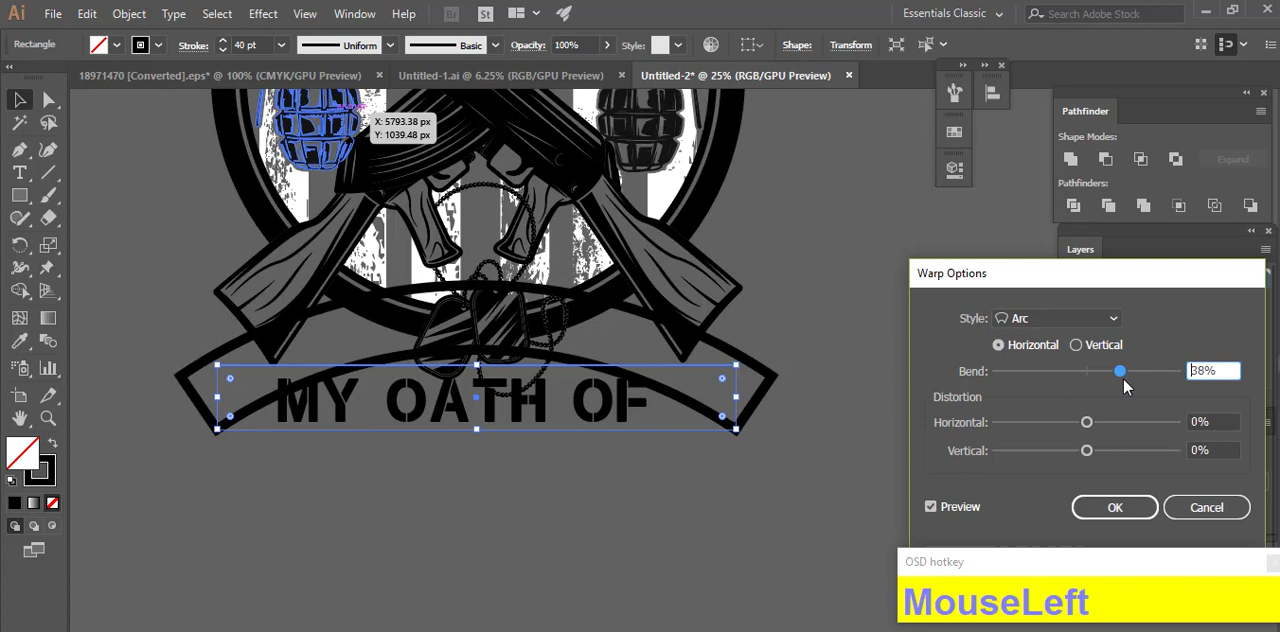 Ai File Edit Object Type Select Effect View Window Help Br St Essentials Classic Search Adobe Stock
Rectangle Stroke: 40 pt Uniform Basic Opacity: 100% Style: Shape: Transform
18971470 [Converted].eps* @ 100% (CMYK/GPU Preview) × Untitled-1.ai @ 6.25% (RGB/GPU Preview) × Untitled-2* @ 25% (RGB/GPU Preview) ×
X: 5793.38 px
Y: 1039.48 px
Pathfinder
Shape Modes:
Expand
Pathfinders:
Layers
Warp Options
Style: Arc
Horizontal Vertical
Bend: 38%
Distortion
Horizontal: 0%
Vertical: 0%
Preview OK Cancel
MY OATH OF
OSD hotkey
MouseLeft